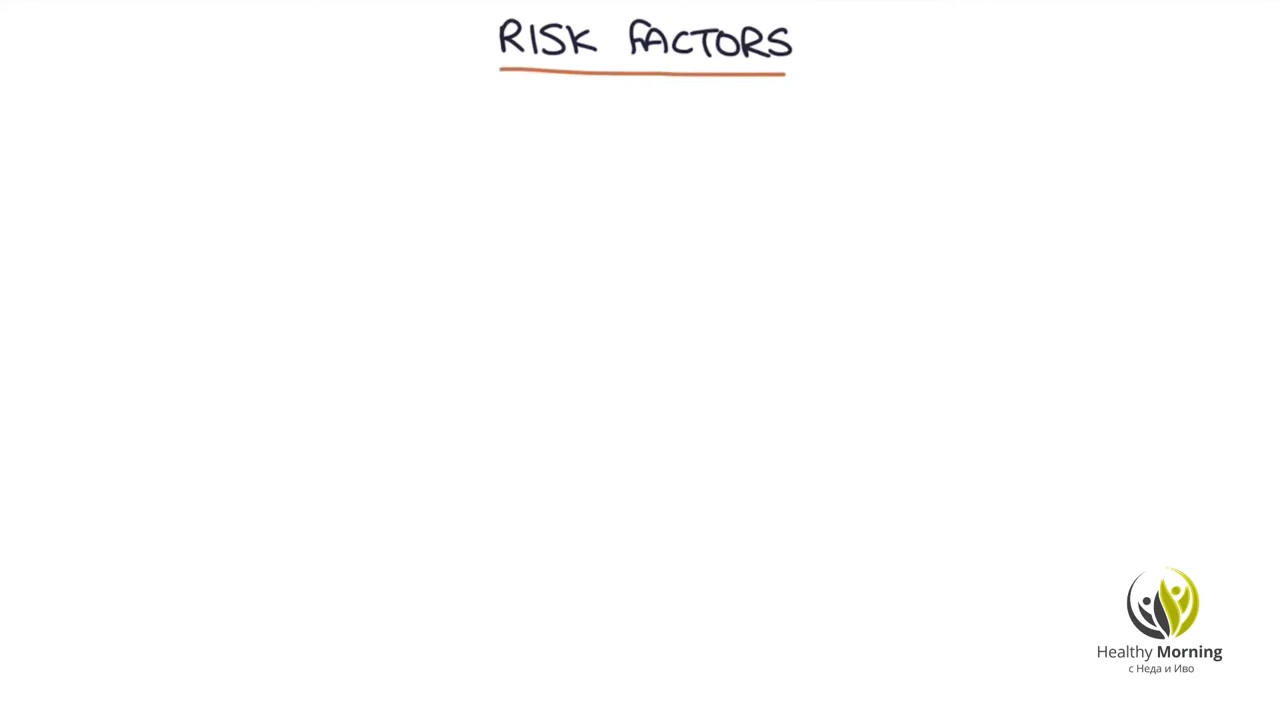 RISK FACTORS
Healthy Morning
с Неда и Иво